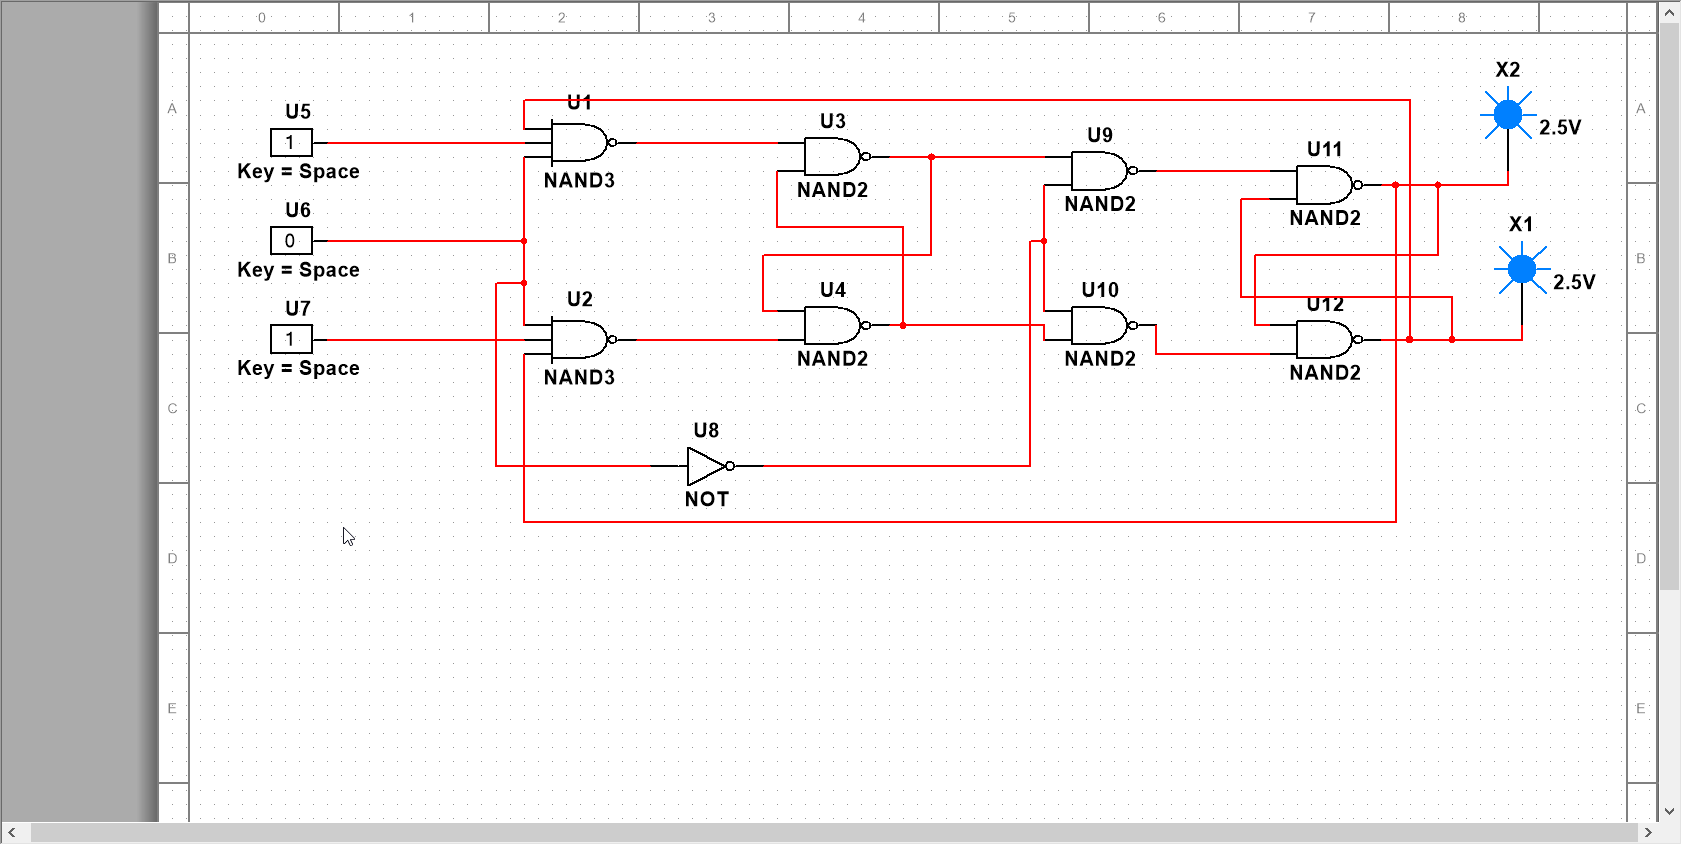 0 1 2 3 4 5 6 7 8
X2
2.5V
A A
U5
1
Key = Space
U1
NAND3
U3
NAND2
U9
NAND2
U11
NAND2
X1
2.5V
U6
0
Key = Space
B B
U7
1
Key = Space
U2
NAND3
U4
NAND2
U10
NAND2
U12
NAND2
C C
U8
NOT
D D
E E